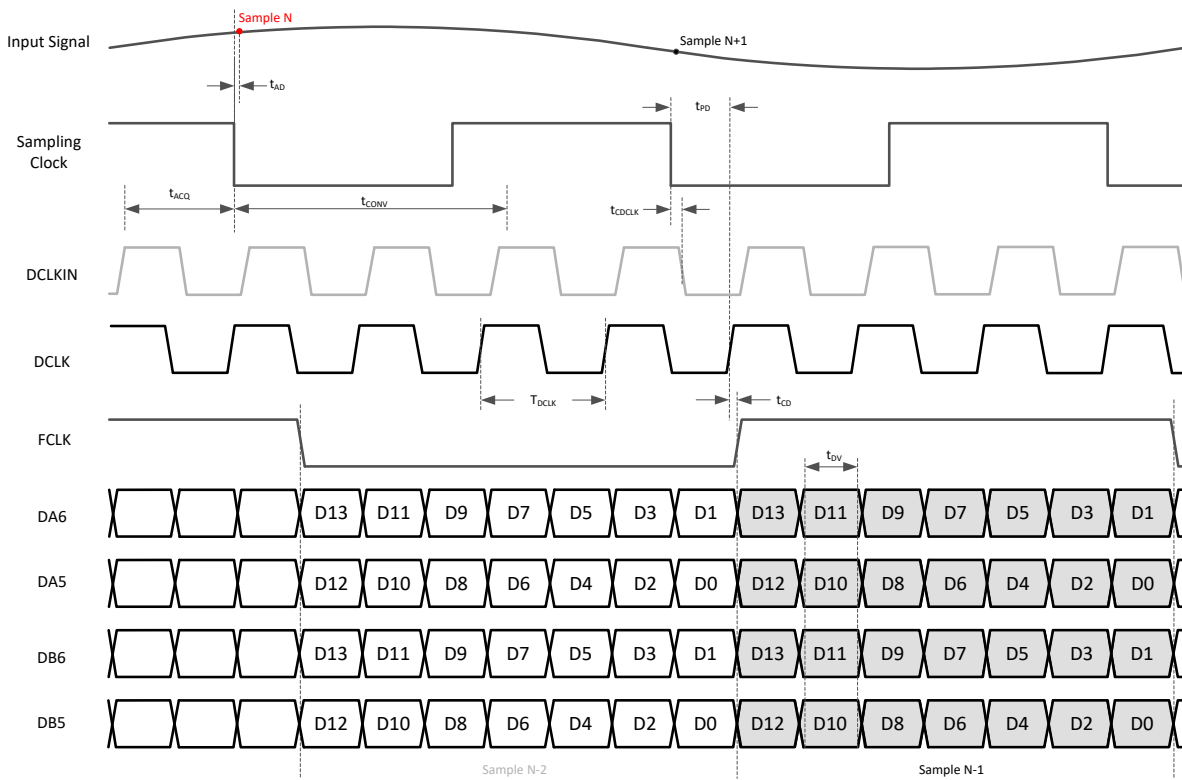 Sample N
Input Signal
Sample N+1
tAD
tPD
Sampling
Clock
tACQ
tCONV
tCDCLK
DCLKIN
DCLK
TDCLK
tCD
FCLK
tDV
DA6 D13 D11 D9 D7 D5 D3 D1 D13 D11 D9 D7 D5 D3 D1
DA5 D12 D10 D8 D6 D4 D2 D0 D12 D10 D8 D6 D4 D2 D0
DB6 D13 D11 D9 D7 D5 D3 D1 D13 D11 D9 D7 D5 D3 D1
DB5 D12 D10 D8 D6 D4 D2 D0 D12 D10 D8 D6 D4 D2 D0
Sample N-2 Sample N-1